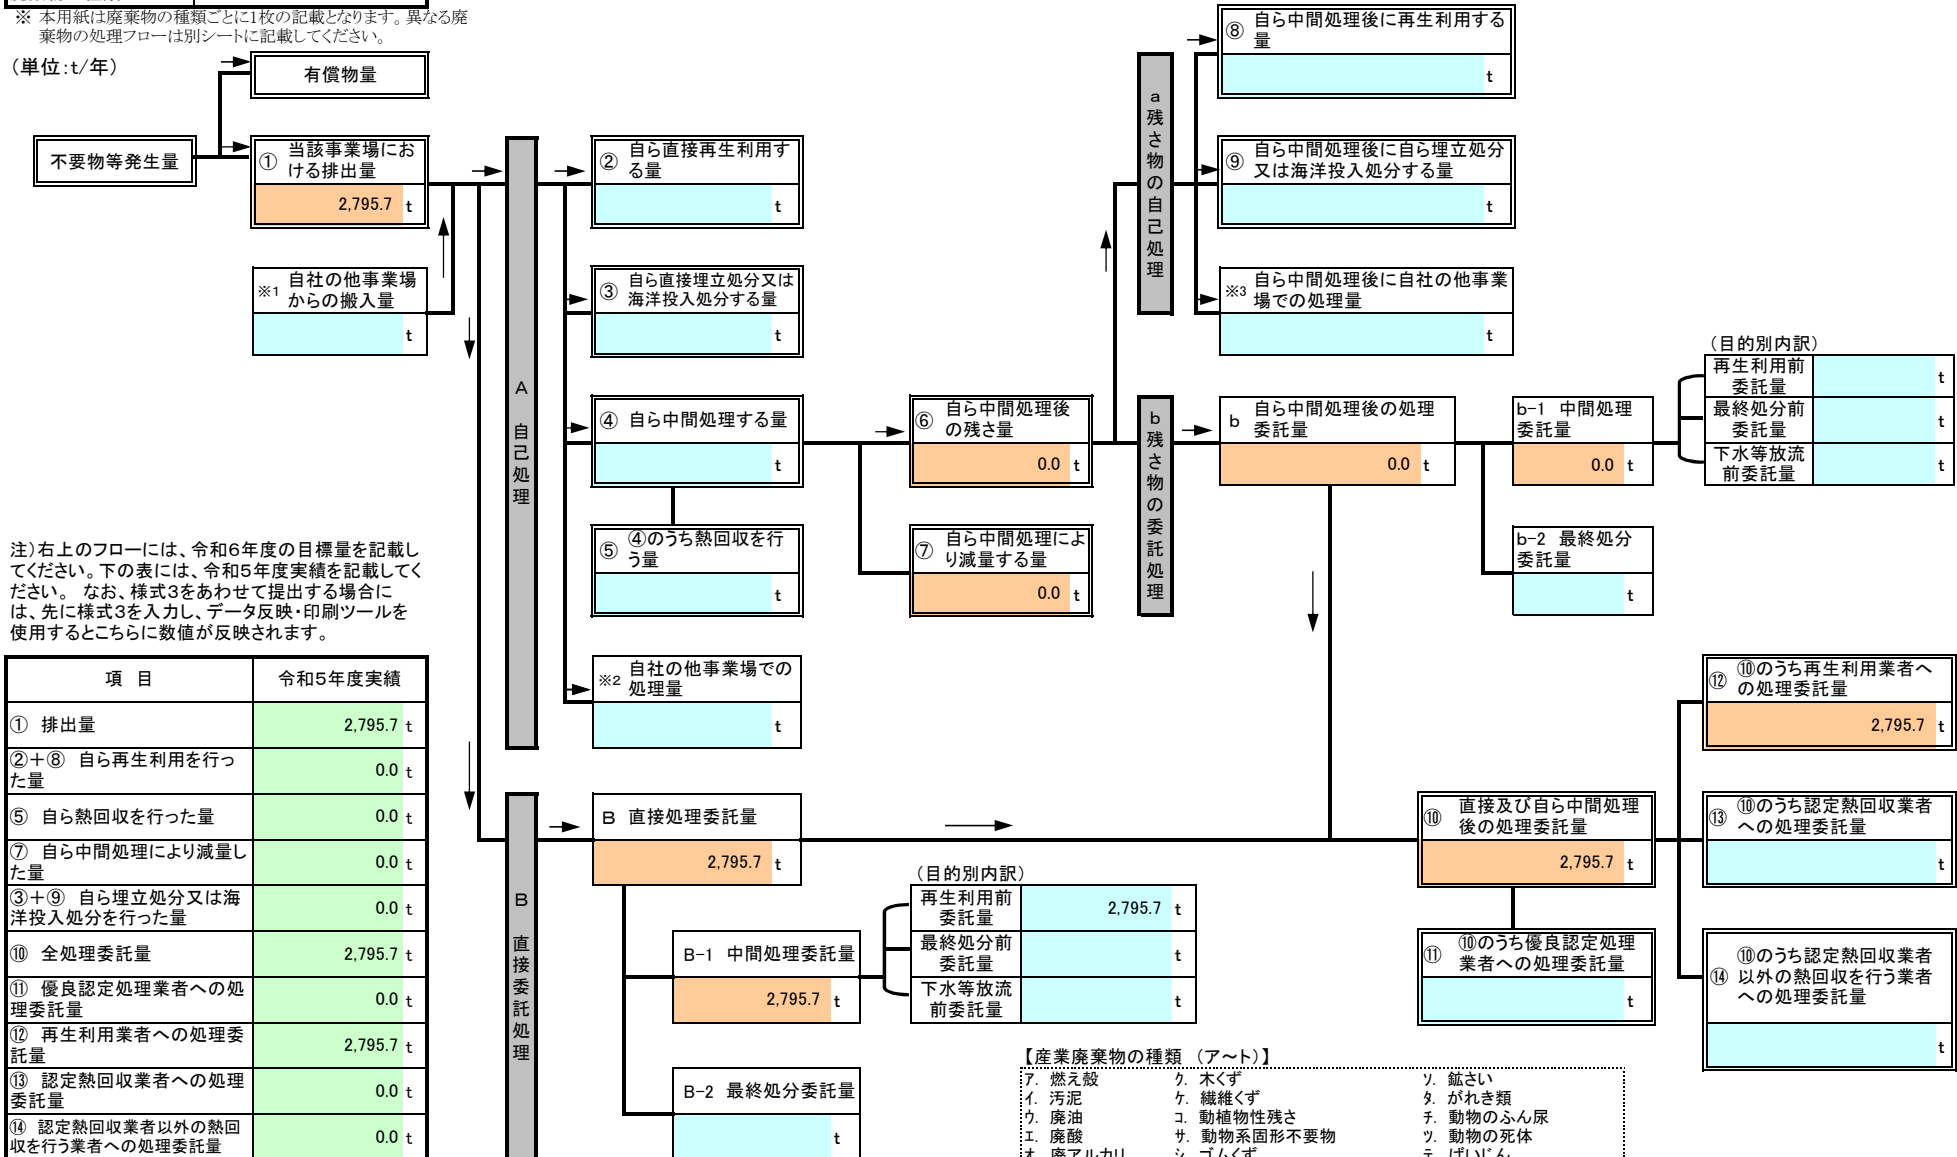 ※ 本用紙は廃棄物の種類ごとに1枚の記載となります。異なる廃
棄物の処理フローは別シートに記載してください。
(単位:t/年)
有償物量
不要物等発生量
① 当該事業場にお
ける排出量
2,795.7 t
※1 自社の他事業場
からの搬入量
t
A 自己処理
② 自ら直接再生利用す
る量
t
③ 自ら直接埋立処分又は
海洋投入処分する量
t
④ 自ら中間処理する量
t
⑤ ④のうち熱回収を行
う量
t
※2 自社の他事業場での
処理量
t
⑥ 自ら中間処理後
の残さ量
0.0 t
⑦ 自ら中間処理によ
り減量する量
0.0 t
a 残さ物の自己処理
⑧ 自ら中間処理後に再生利用する
量
t
⑨ 自ら中間処理後に自ら埋立処分
又は海洋投入処分する量
t
※3 自ら中間処理後に自社の他事業
場での処理量
t
b 残さ物の委託処理
b 自ら中間処理後の処理
委託量
0.0 t
b-1 中間処理
委託量
0.0 t
(目的別内訳)
再生利用前
委託量
t
最終処分前
委託量
t
下水等放流
前委託量
t
b-2 最終処分
委託量
t
注)右上のフローには、令和6年度の目標量を記載し
てください。下の表には、令和5年度実績を記載してく
ださい。 なお、様式3をあわせて提出する場合に
は、先に様式3を入力し、データ反映・印刷ツールを
使用するとこちらに数値が反映されます。
項 目 令和5年度実績
① 排出量 2,795.7 t
②+⑧ 自ら再生利用を行っ
た量
0.0 t
⑤ 自ら熱回収を行った量 0.0 t
⑦ 自ら中間処理により減量し
た量
0.0 t
③+⑨ 自ら埋立処分又は海
洋投入処分を行った量
0.0 t
⑩ 全処理委託量 2,795.7 t
⑪ 優良認定処理業者への処
理委託量
0.0 t
⑫ 再生利用業者への処理委
託量
2,795.7 t
⑬ 認定熱回収業者への処理
委託量
0.0 t
⑭ 認定熱回収業者以外の熱回
収を行う業者への処理委託量
0.0 t
B 直接委託処理
B 直接処理委託量
2,795.7 t
B-1 中間処理委託量
2,795.7 t
B-2 最終処分委託量
t
(目的別内訳)
再生利用前
委託量
2,795.7 t
最終処分前
委託量
t
下水等放流
前委託量
t
⑩ 直接及び自ら中間処理
後の処理委託量
2,795.7 t
⑪ ⑩のうち優良認定処理
業者への処理委託量
t
⑫ ⑩のうち再生利用業者へ
の処理委託量
2,795.7 t
⑬ ⑩のうち認定熱回収業者
への処理委託量
t
⑭ ⑩のうち認定熱回収業者
以外の熱回収を行う業者
への処理委託量
t
【産業廃棄物の種類 (ア~ト)】
ア. 燃え殻 ク. 木くず ソ. 鉱さい
イ. 汚泥 ケ. 繊維くず タ. がれき類
ウ. 廃油 コ. 動植物性残さ チ. 動物のふん尿
エ. 廃酸 サ. 動物系固形不要物 ツ. 動物の死体
オ. 廃アルカリ シ. ゴムくず テ. ばいじん